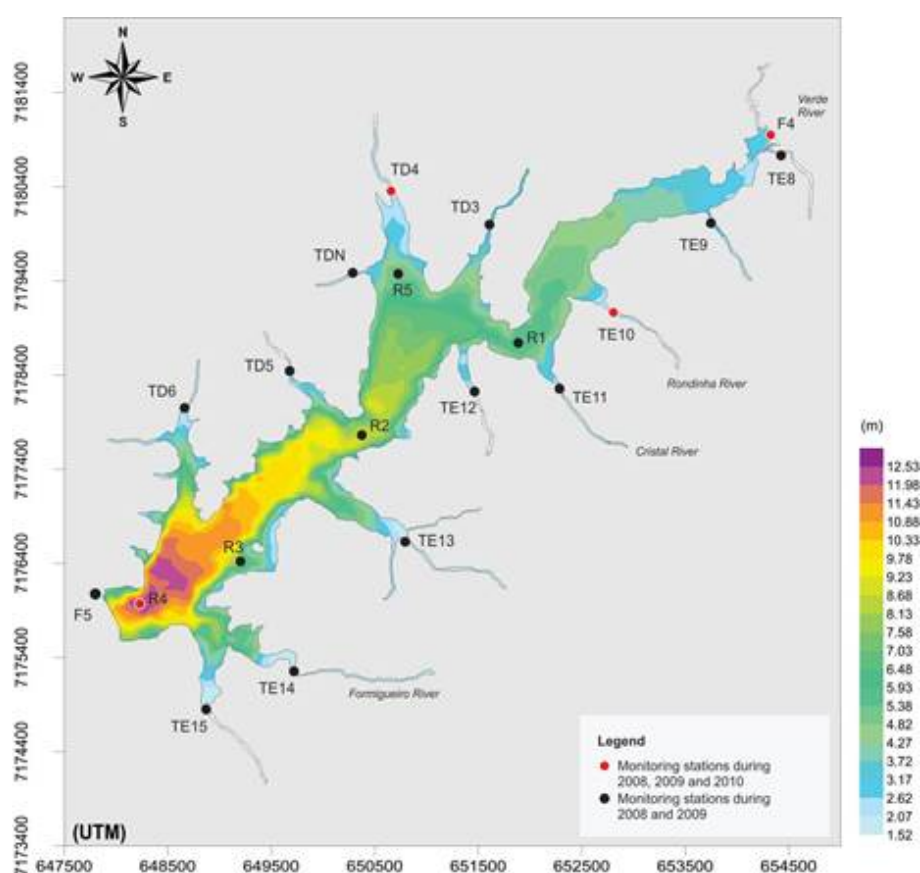 N
W
E
S
Verde
River
F4
TE8
TD4
TD3
TE9
TDN
R5
TE10
R1
Rondinha River
TD5
TE11
TE12
TD6
R2
Cristal River
TE13
R3
R4
F5
TE14
Formigueiro River
TE15
(UTM)
Legend
Monitoring stations during
2008, 2009 and 2010
Monitoring stations during
2008 and 2009
(m)
12.53
11.98
11.43
10.88
10.33
9.78
9.23
8.68
8.13
7.58
7.03
6.48
5.93
5.38
4.82
4.27
3.72
3.17
2.62
2.07
1.52
7181400
7180400
7179400
7178400
7177400
7176400
7175400
7174400
7173400
647500
648500
649500
650500
651500
652500
653500
654500